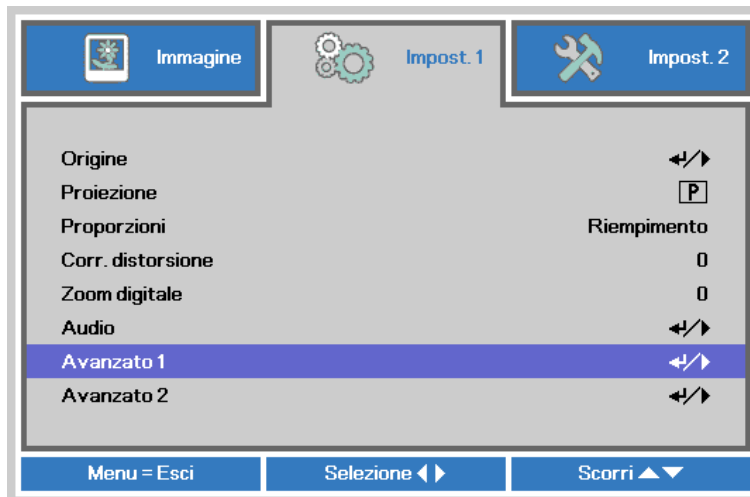 Immagine
Impost. 1
Impost. 2
Origine
Proiezione P
Proporzioni Riempimento
Corr. distorsione 0
Zoom digitale 0
Audio
Avanzato 1
Avanzato 2
Menu = Esci Selezione Scorri